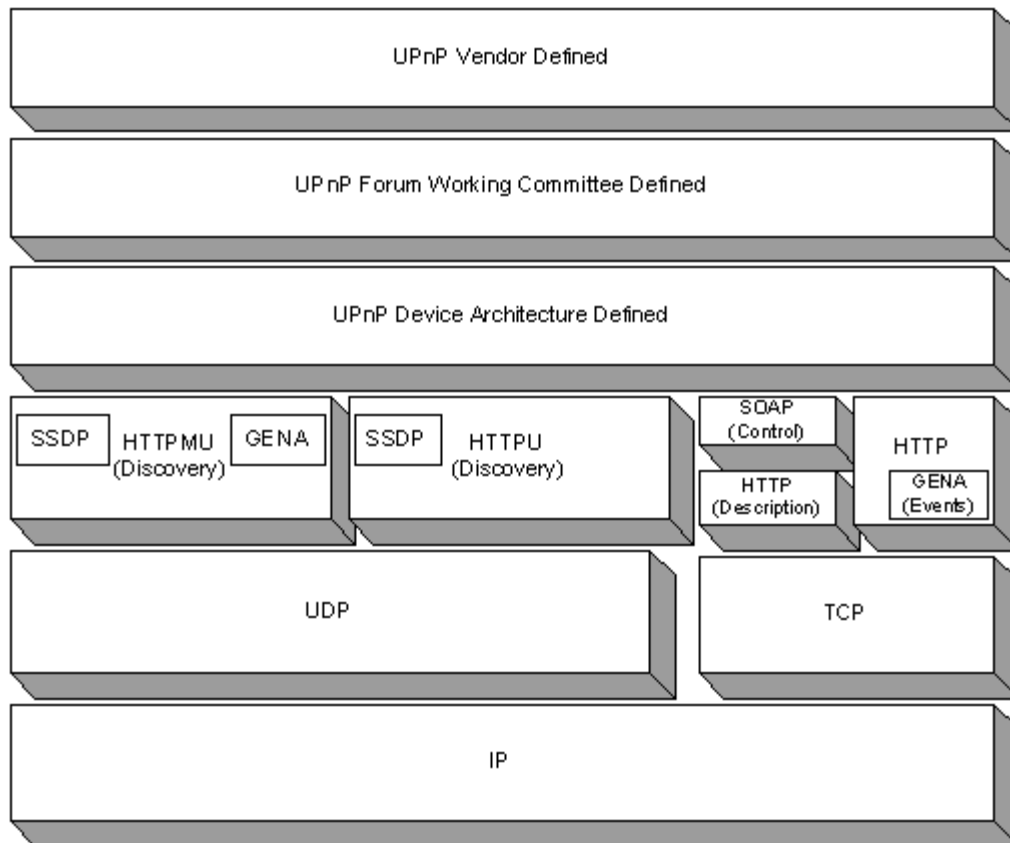 UPnP Vendor Defined
UPnP Forum Working Committee Defined
UPnP Device Architecture Defined
SSDP
HTTPMU
(Discovery)
GENA
SSDP
HTTPU
(Discovery)
SOAP
(Control)
HTTP
(Description)
HTTP
GENA
(Events)
UDP
TCP
IP